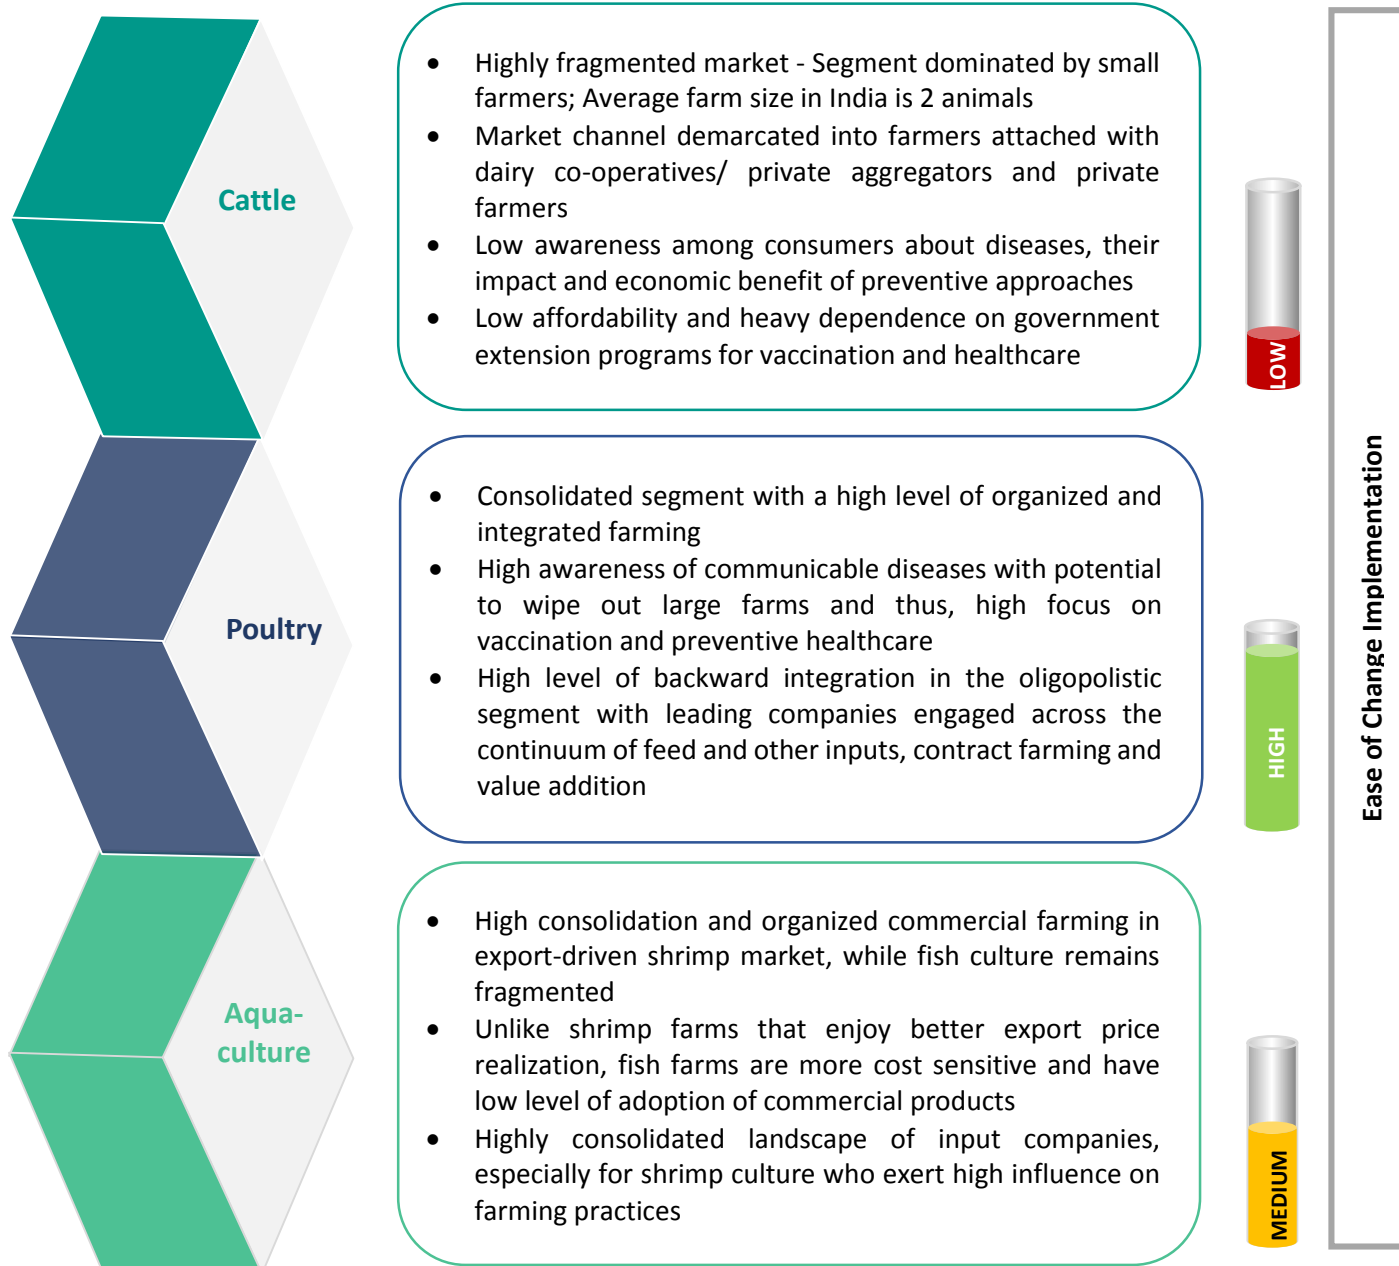 Cattle
• Highly fragmented market - Segment dominated by small
farmers; Average farm size in India is 2 animals
• Market channel demarcated into farmers attached with
dairy co-operatives/ private aggregators and private
farmers
• Low awareness among consumers about diseases, their
impact and economic benefit of preventive approaches
• Low affordability and heavy dependence on government
extension programs for vaccination and healthcare
LOW
Poultry
• Consolidated segment with a high level of organized and
integrated farming
• High awareness of communicable diseases with potential
to wipe out large farms and thus, high focus on
vaccination and preventive healthcare
• High level of backward integration in the oligopolistic
segment with leading companies engaged across the
continuum of feed and other inputs, contract farming and
value addition
HIGH
Aqua-
culture
• High consolidation and organized commercial farming in
export-driven shrimp market, while fish culture remains
fragmented
• Unlike shrimp farms that enjoy better export price
realization, fish farms are more cost sensitive and have
low level of adoption of commercial products
• Highly consolidated landscape of input companies,
especially for shrimp culture who exert high influence on
farming practices
MEDIUM
Ease of Change Implementation